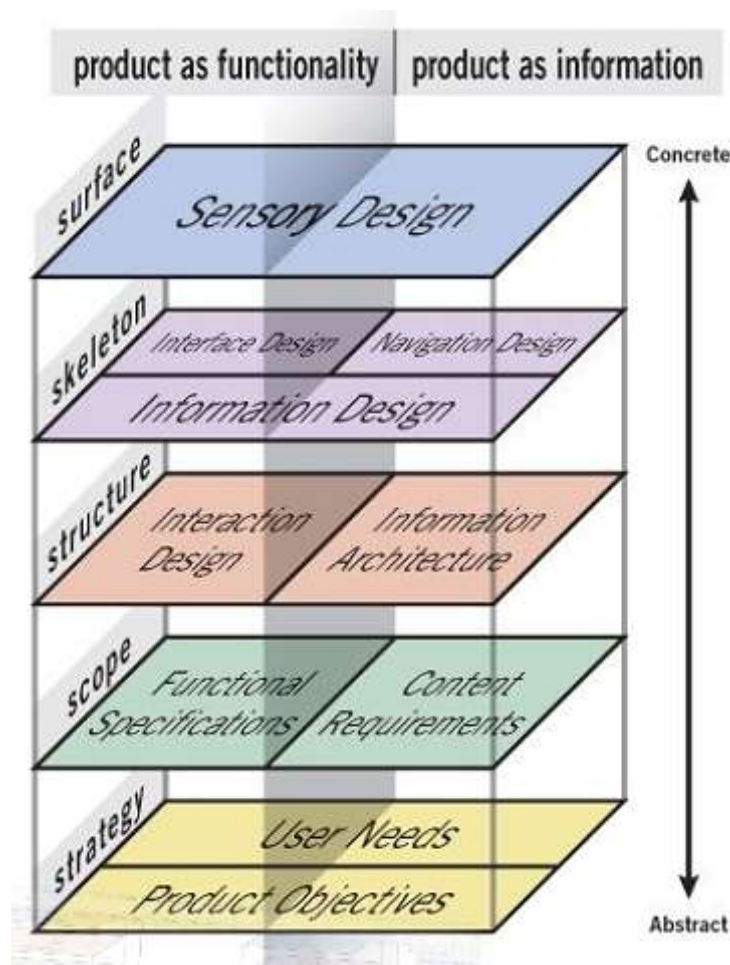 product as functionality
product as information
Concrete
surface
Sensory Design
skeleton
Interface Design
Navigation Design
Information Design
structure
Interaction
Design
Information
Architecture
scope
Functional
Specifications
Content
Requirements
strategy
User Needs
Product Objectives
Abstract